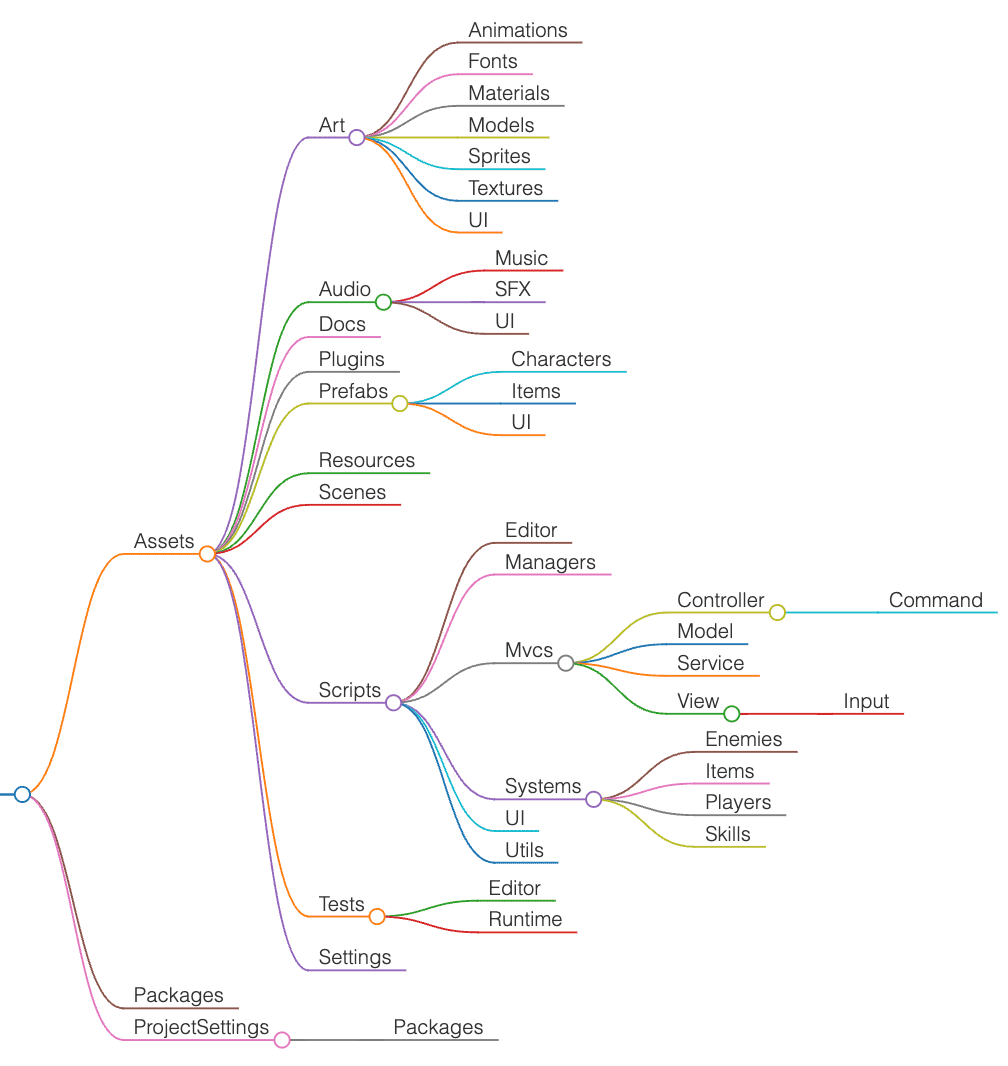 Animations
Fonts
Materials
Art
Models
Sprites
Textures
UI
Music
Audio
SFX
UI
Docs
Plugins
Characters
Prefabs
Items
UI
Resources
Scenes
Assets
Editor
Managers
Controller
Command
Model
Mvcs
Service
Scripts
View
Input
Enemies
Systems
Items
Players
Skills
UI
Utils
Tests
Editor
Runtime
Settings
Packages
ProjectSettings
Packages